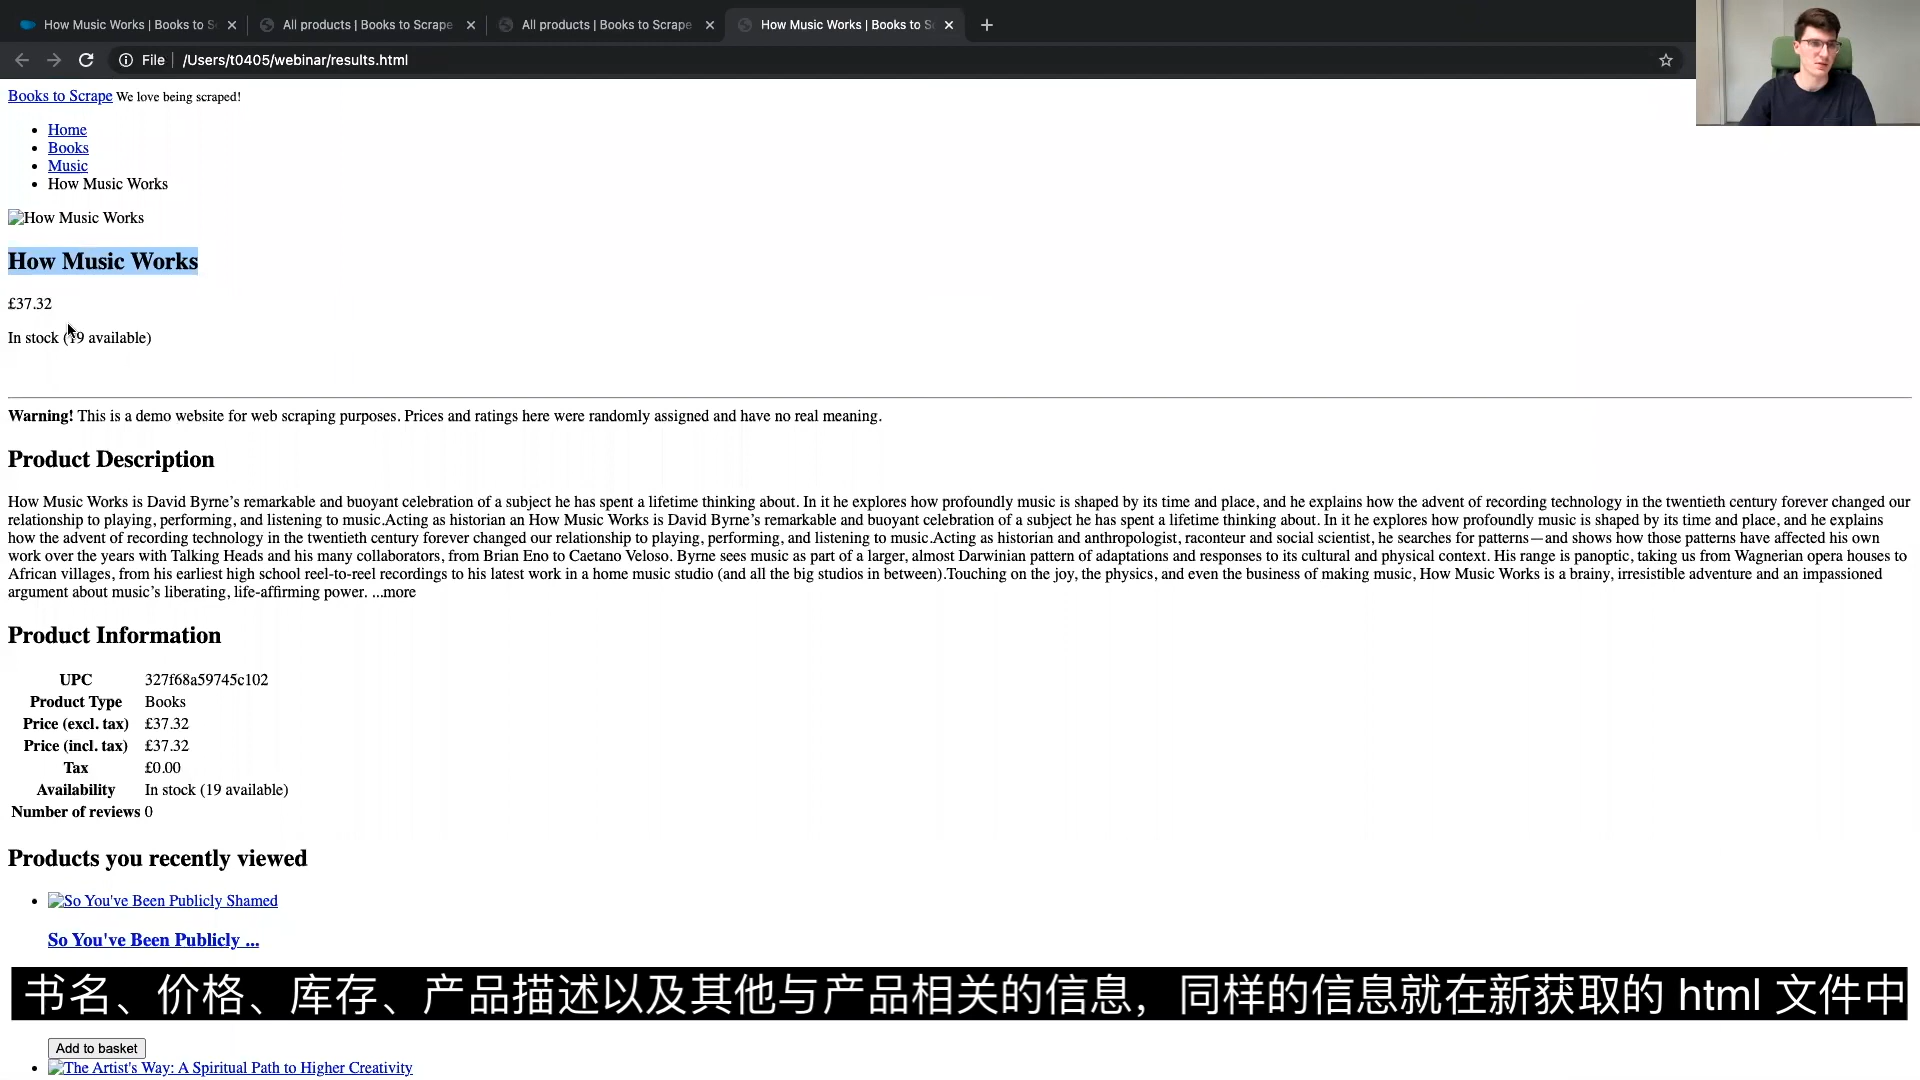 How Music Works | Books to S
All products | Books to Scrape
All products | Books to Scrape
How Music Works | Books to S
File
/Users/t0405/webinar/results.html
Books to Scrape We love being scraped!
Home
Books
Music
How Music Works
How Music Works
How Music Works
£37.32
In stock (19 available)
Warning! This is a demo website for web scraping purposes. Prices and ratings here were randomly assigned and have no real meaning.
Product Description
How Music Works is David Byrne’s remarkable and buoyant celebration of a subject he has spent a lifetime thinking about. In it he explores how profoundly music is shaped by its time and place, and he explains how the advent of recording technology in the twentieth century forever changed our
relationship to playing, performing, and listening to music.Acting as historian an How Music Works is David Byrne’s remarkable and buoyant celebration of a subject he has spent a lifetime thinking about. In it he explores how profoundly music is shaped by its time and place, and he explains
how the advent of recording technology in the twentieth century forever changed our relationship to playing, performing, and listening to music.Acting as historian and anthropologist, raconteur and social scientist, he searches for patterns—and shows how those patterns have affected his own
work over the years with Talking Heads and his many collaborators, from Brian Eno to Caetano Veloso. Byrne sees music as part of a larger, almost Darwinian pattern of adaptations and responses to its cultural and physical context. His range is panoptic, taking us from Wagnerian opera houses to
African villages, from his earliest high school reel-to-reel recordings to his latest work in a home music studio (and all the big studios in between).Touching on the joy, the physics, and even the business of making music, How Music Works is a brainy, irresistible adventure and an impassioned
argument about music’s liberating, life-affirming power. ...more
Product Information
UPC 327f68a59745c102
Product Type Books
Price (excl. tax) £37.32
Price (incl. tax) £37.32
Tax £0.00
Availability In stock (19 available)
Number of reviews 0
Products you recently viewed
So You've Been Publicly Shamed
So You've Been Publicly ...
书名、价格、库存、产品描述以及其他与产品相关的信息，同样的信息就在新获取的 html 文件中
Add to basket
The Artist's Way: A Spiritual Path to Higher Creativity